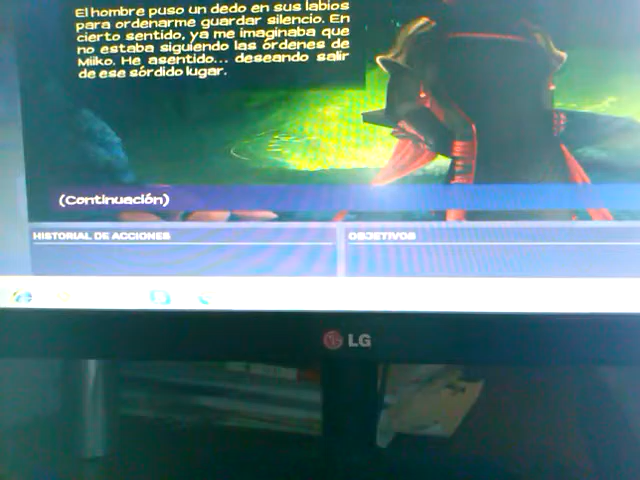 El hombre puso un dedo en sus labios
para ordenarme guardar silencio. En
cierto sentido, ya me imaginaba que
no estaba siguiendo las órdenes de
Miiko. He asentido... deseando salir
de ese sórdido lugar.
(Continuación)
HISTORIAL DE ACCIONES
OBJETIVOS
LG